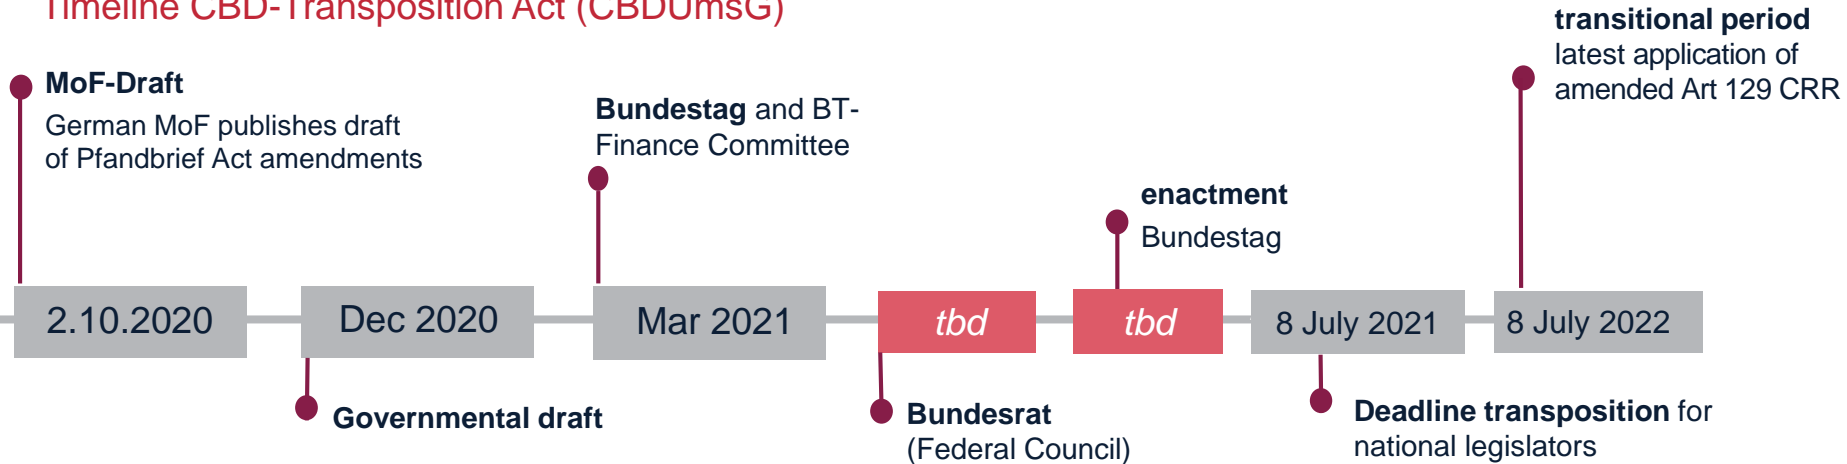 Timeline CBD-Transposition Act (CBDUmsG)
transitional period
latest application of
amended Art 129 CRR
MoF-Draft
German MoF publishes draft
of Pfandbrief Act amendments
Bundestag and BT-
Finance Committee
enactment
Bundestag
2.10.2020
Dec 2020
Mar 2021
tbd
tbd
8 July 2021
8 July 2022
Governmental draft
Bundesrat
(Federal Council)
Deadline transposition for
national legislators